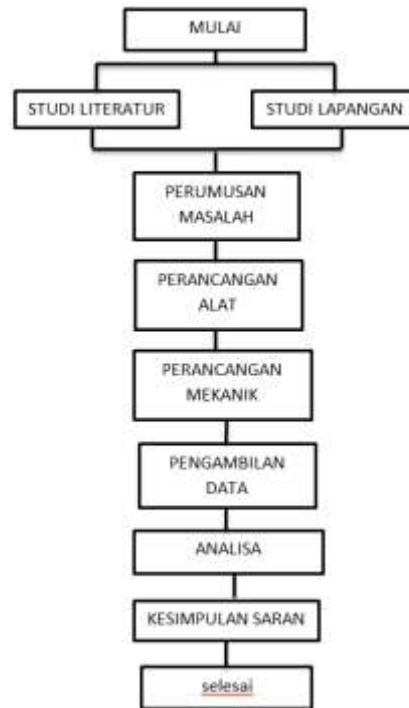 MULAI
STUDI LITERATUR
STUDI LAPANGAN
PERUMUSAN
MASALAH
PERANCANGAN
ALAT
PERANCANGAN
MEKANIK
PENGAMBILAN
DATA
ANALISA
KESIMPULAN SARAN
selesai